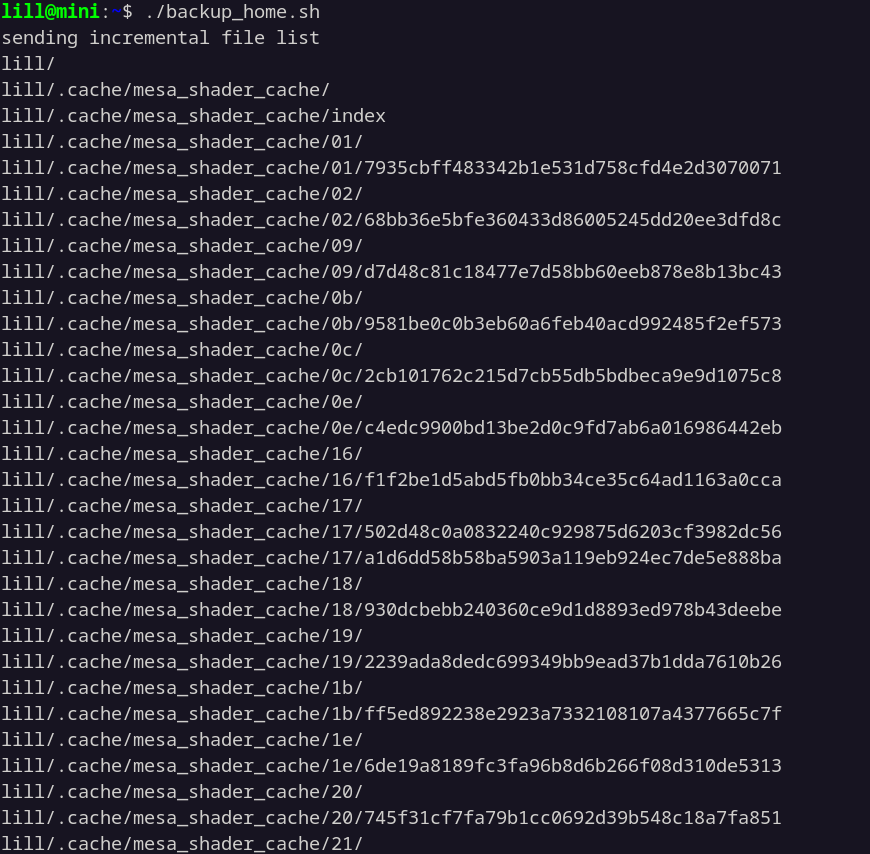 lill@mini:~$ ./backup_home.sh
sending incremental file list
lill/
lill/.cache/mesa_shader_cache/
lill/.cache/mesa_shader_cache/index
lill/.cache/mesa_shader_cache/01/
lill/.cache/mesa_shader_cache/01/7935cbff483342b1e531d758cfd4e2d3070071
lill/.cache/mesa_shader_cache/02/
lill/.cache/mesa_shader_cache/02/68bb36e5bfe360433d86005245dd20ee3dfd8c
lill/.cache/mesa_shader_cache/09/
lill/.cache/mesa_shader_cache/09/d7d48c81c18477e7d58bb60eeb878e8b13bc43
lill/.cache/mesa_shader_cache/0b/
lill/.cache/mesa_shader_cache/0b/9581be0c0b3eb60a6feb40acd992485f2ef573
lill/.cache/mesa_shader_cache/0c/
lill/.cache/mesa_shader_cache/0c/2cb101762c215d7cb55db5bdbeca9e9d1075c8
lill/.cache/mesa_shader_cache/0e/
lill/.cache/mesa_shader_cache/0e/c4edc9900bd13be2d0c9fd7ab6a016986442eb
lill/.cache/mesa_shader_cache/16/
lill/.cache/mesa_shader_cache/16/f1f2be1d5abd5fb0bb34ce35c64ad1163a0cca
lill/.cache/mesa_shader_cache/17/
lill/.cache/mesa_shader_cache/17/502d48c0a0832240c929875d6203cf3982dc56
lill/.cache/mesa_shader_cache/17/a1d6dd58b58ba5903a119eb924ec7de5e888ba
lill/.cache/mesa_shader_cache/18/
lill/.cache/mesa_shader_cache/18/930dcbebb240360ce9d1d8893ed978b43deebe
lill/.cache/mesa_shader_cache/19/
lill/.cache/mesa_shader_cache/19/2239ada8dedc699349bb9ead37b1dda7610b26
lill/.cache/mesa_shader_cache/1b/
lill/.cache/mesa_shader_cache/1b/ff5ed892238e2923a7332108107a4377665c7f
lill/.cache/mesa_shader_cache/1e/
lill/.cache/mesa_shader_cache/1e/6de19a8189fc3fa96b8d6b266f08d310de5313
lill/.cache/mesa_shader_cache/20/
lill/.cache/mesa_shader_cache/20/745f31cf7fa79b1cc0692d39b548c18a7fa851
lill/.cache/mesa_shader_cache/21/